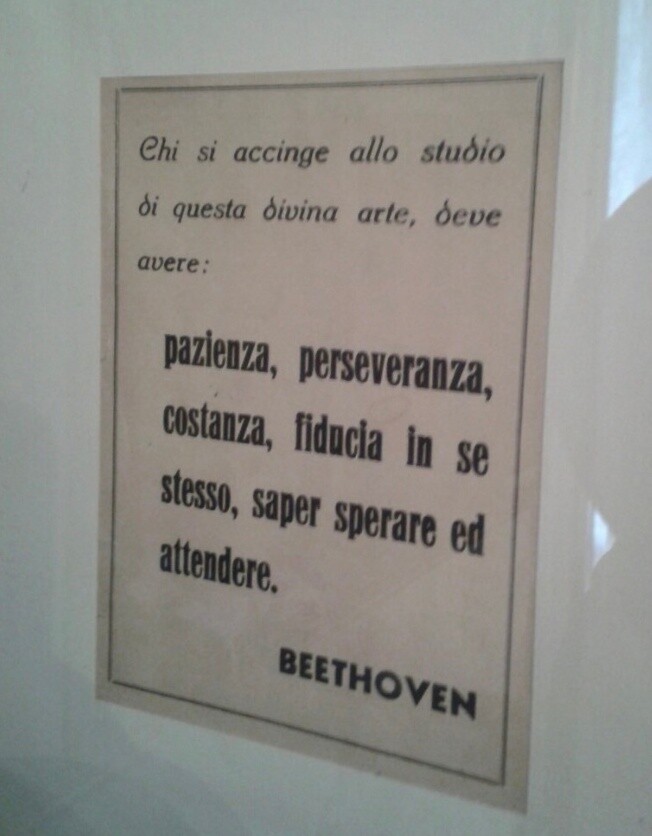 Chi si accinge allo studio
di questa divina arte, deve
avere:
pazienza, perseveranza,
costanza, fiducia in se
stesso, saper sperare ed
attendere.
BEETHOVEN